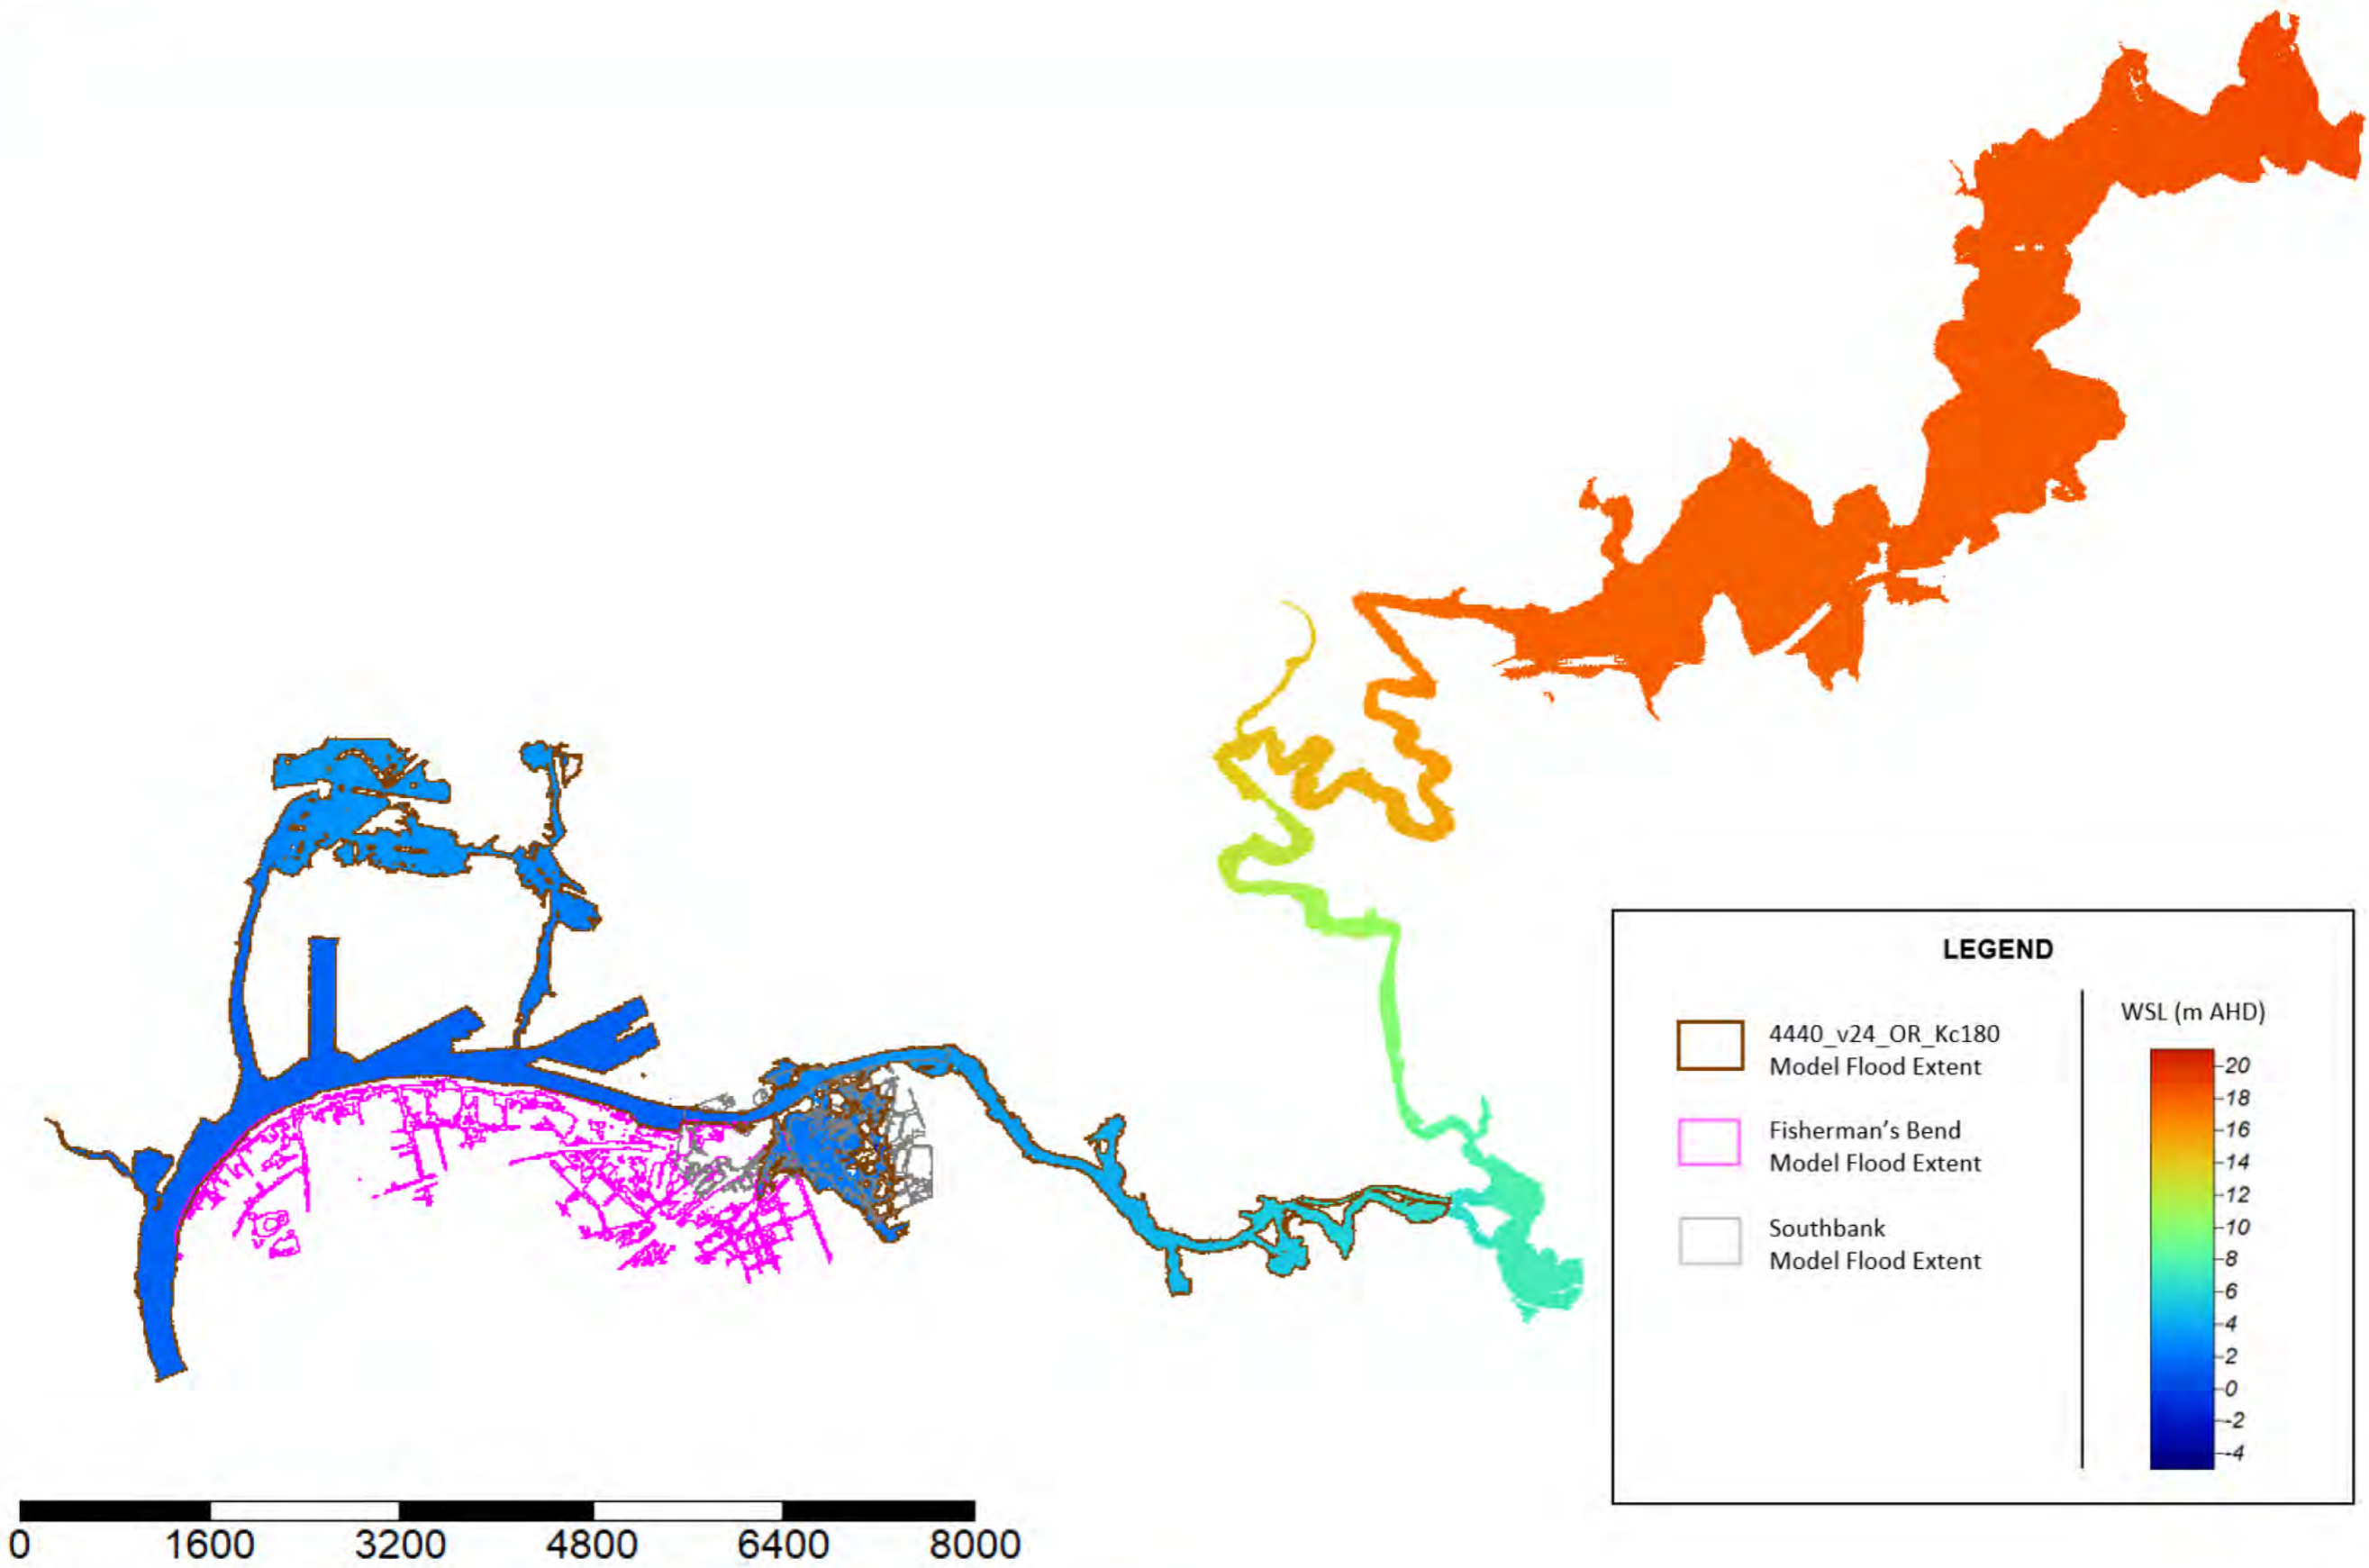 LEGEND
4440_v24_OR_Kc180
Model Flood Extent
Fisherman's Bend
Model Flood Extent
Southbank
Model Flood Extent
WSL (m AHD)
20
18
16
14
12
10
8
6
4
2
0
-2
-4
0 1600 3200 4800 6400 8000